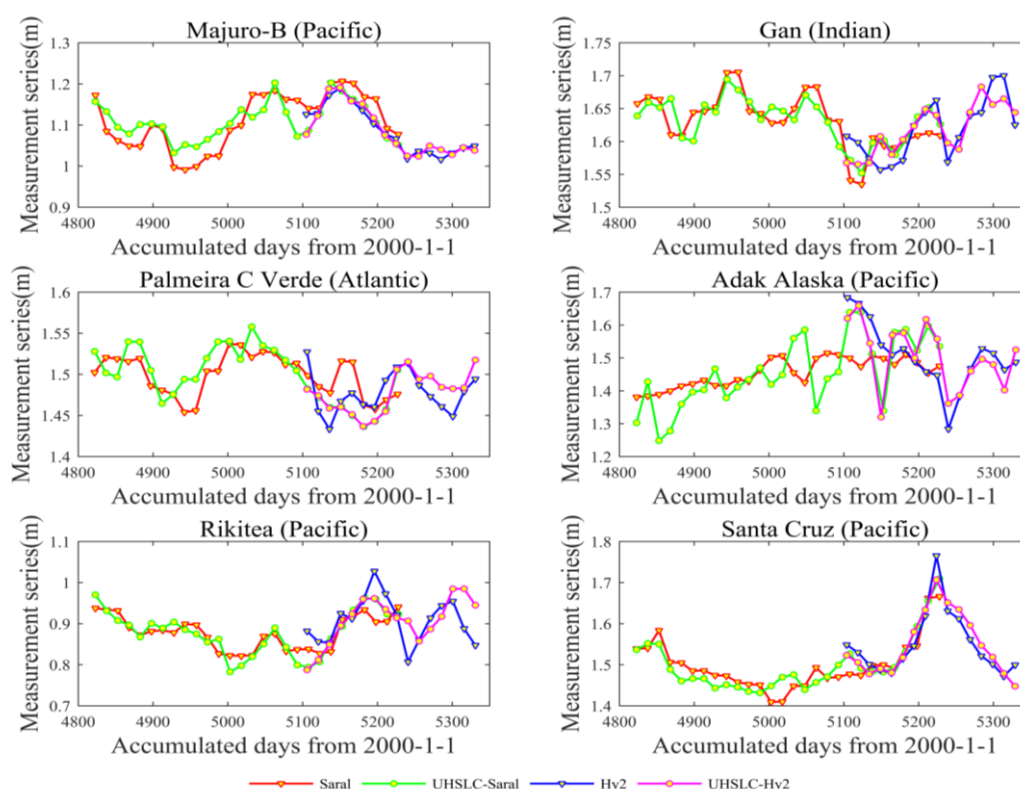 Majuro-B (Pacific)
Measurement series(m)
1.3
1.2
1.1
1
0.9
4800 4900 5000 5100 5200 5300
Accumulated days from 2000-1-1
Gan (Indian)
Measurement series(m)
1.75
1.7
1.65
1.6
1.55
1.5
4800 4900 5000 5100 5200 5300
Accumulated days from 2000-1-1
Palmeira C Verde (Atlantic)
Measurement series(m)
1.6
1.55
1.5
1.45
1.4
4800 4900 5000 5100 5200 5300
Accumulated days from 2000-1-1
Adak Alaska (Pacific)
Measurement series(m)
1.7
1.6
1.5
1.4
1.3
1.2
4800 4900 5000 5100 5200 5300
Accumulated days from 2000-1-1
Rikitea (Pacific)
Measurement series(m)
1.1
1
0.9
0.8
0.7
4800 4900 5000 5100 5200 5300
Accumulated days from 2000-1-1
Santa Cruz (Pacific)
Measurement series(m)
1.8
1.7
1.6
1.5
1.4
4800 4900 5000 5100 5200 5300
Accumulated days from 2000-1-1
Saral UHSLC-Saral Hy2 UHSLC-Hy2